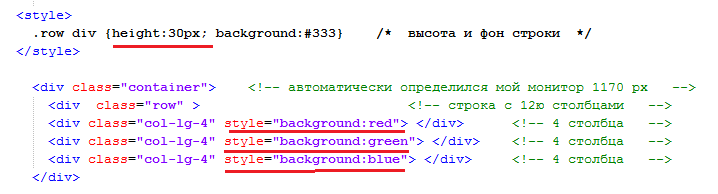 <style>
.row div {height:30px; background:#333} /* высота и фон строки */
</style>
<div class="container"> <!-- автоматически определился мой монитор 1170 px -->
<div class="row" > <!-- строка с 12ю столбцами -->
<div class="col-lg-4" style="background:red"> </div> <!-- 4 столбца -->
<div class="col-lg-4" style="background:green"> </div> <!-- 4 столбца -->
<div class="col-lg-4" style="background:blue"> </div> <!-- 4 столбца -->
</div>